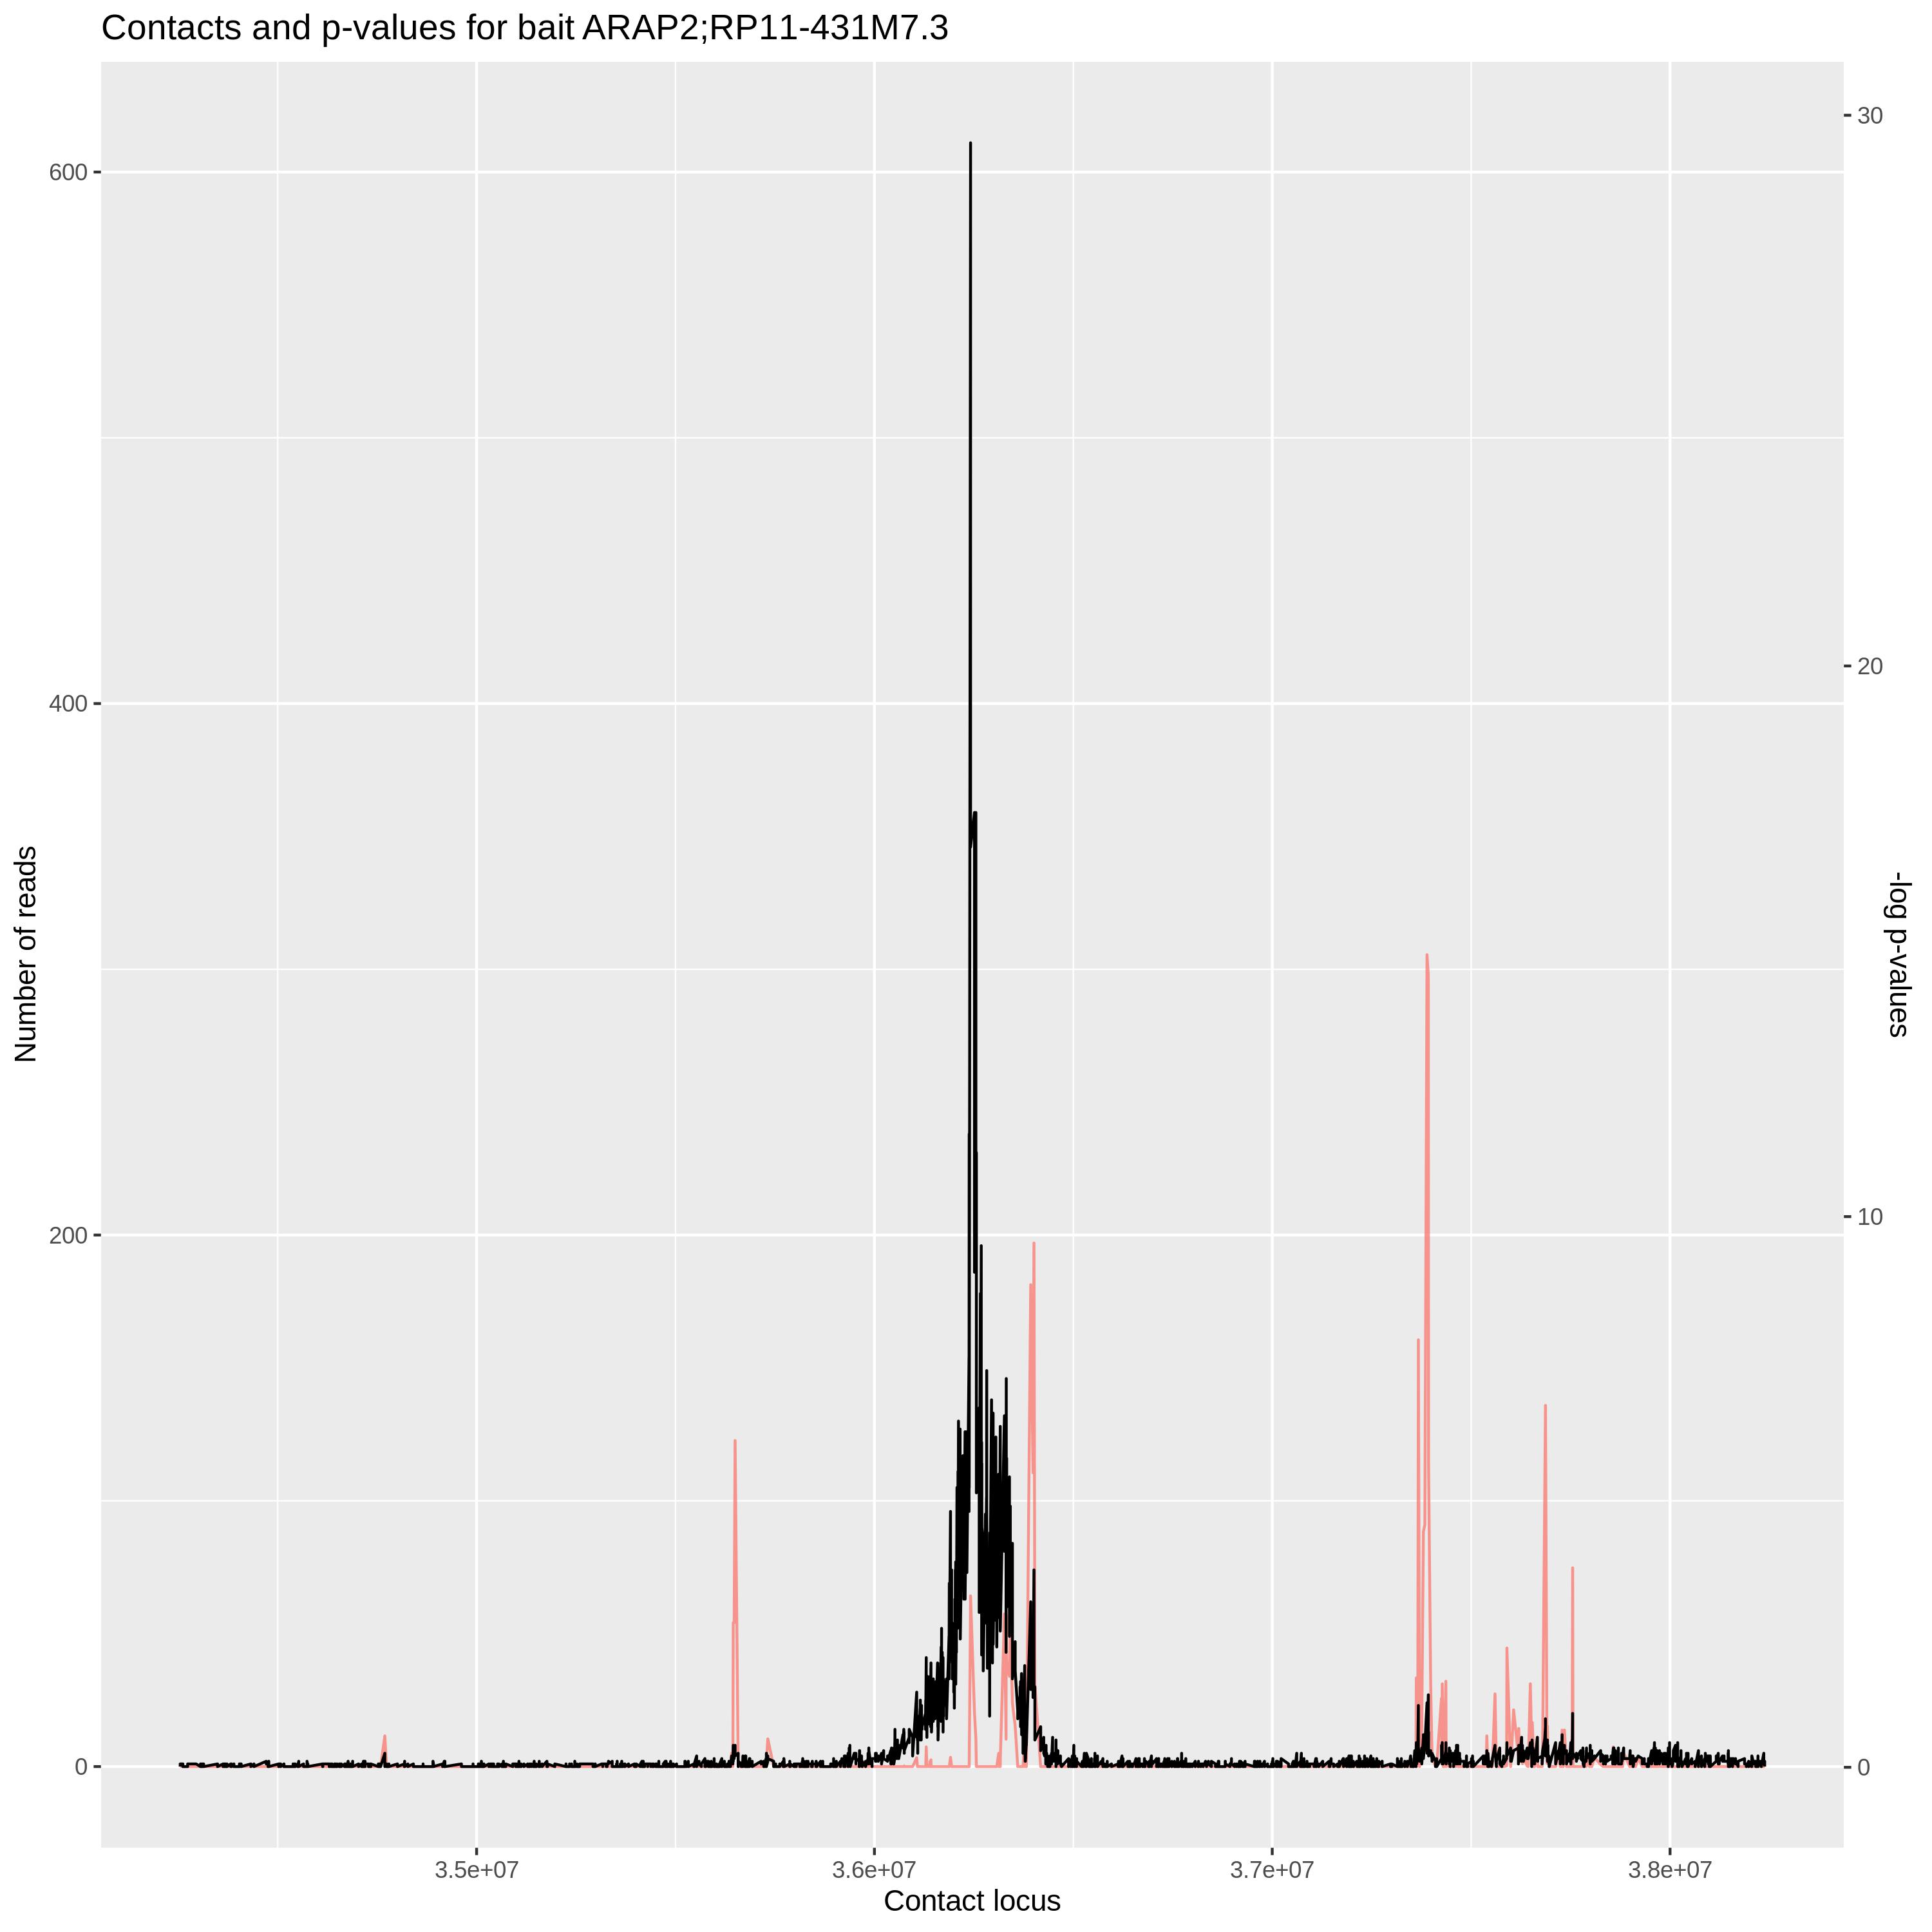 Contacts and p-values for bait ARAP2;RP11-431M7.3
600
400
200
0
Number of reads
30
20
10
0
-log p-values
3.5e+07
3.6e+07
3.7e+07
3.8e+07
Contact locus